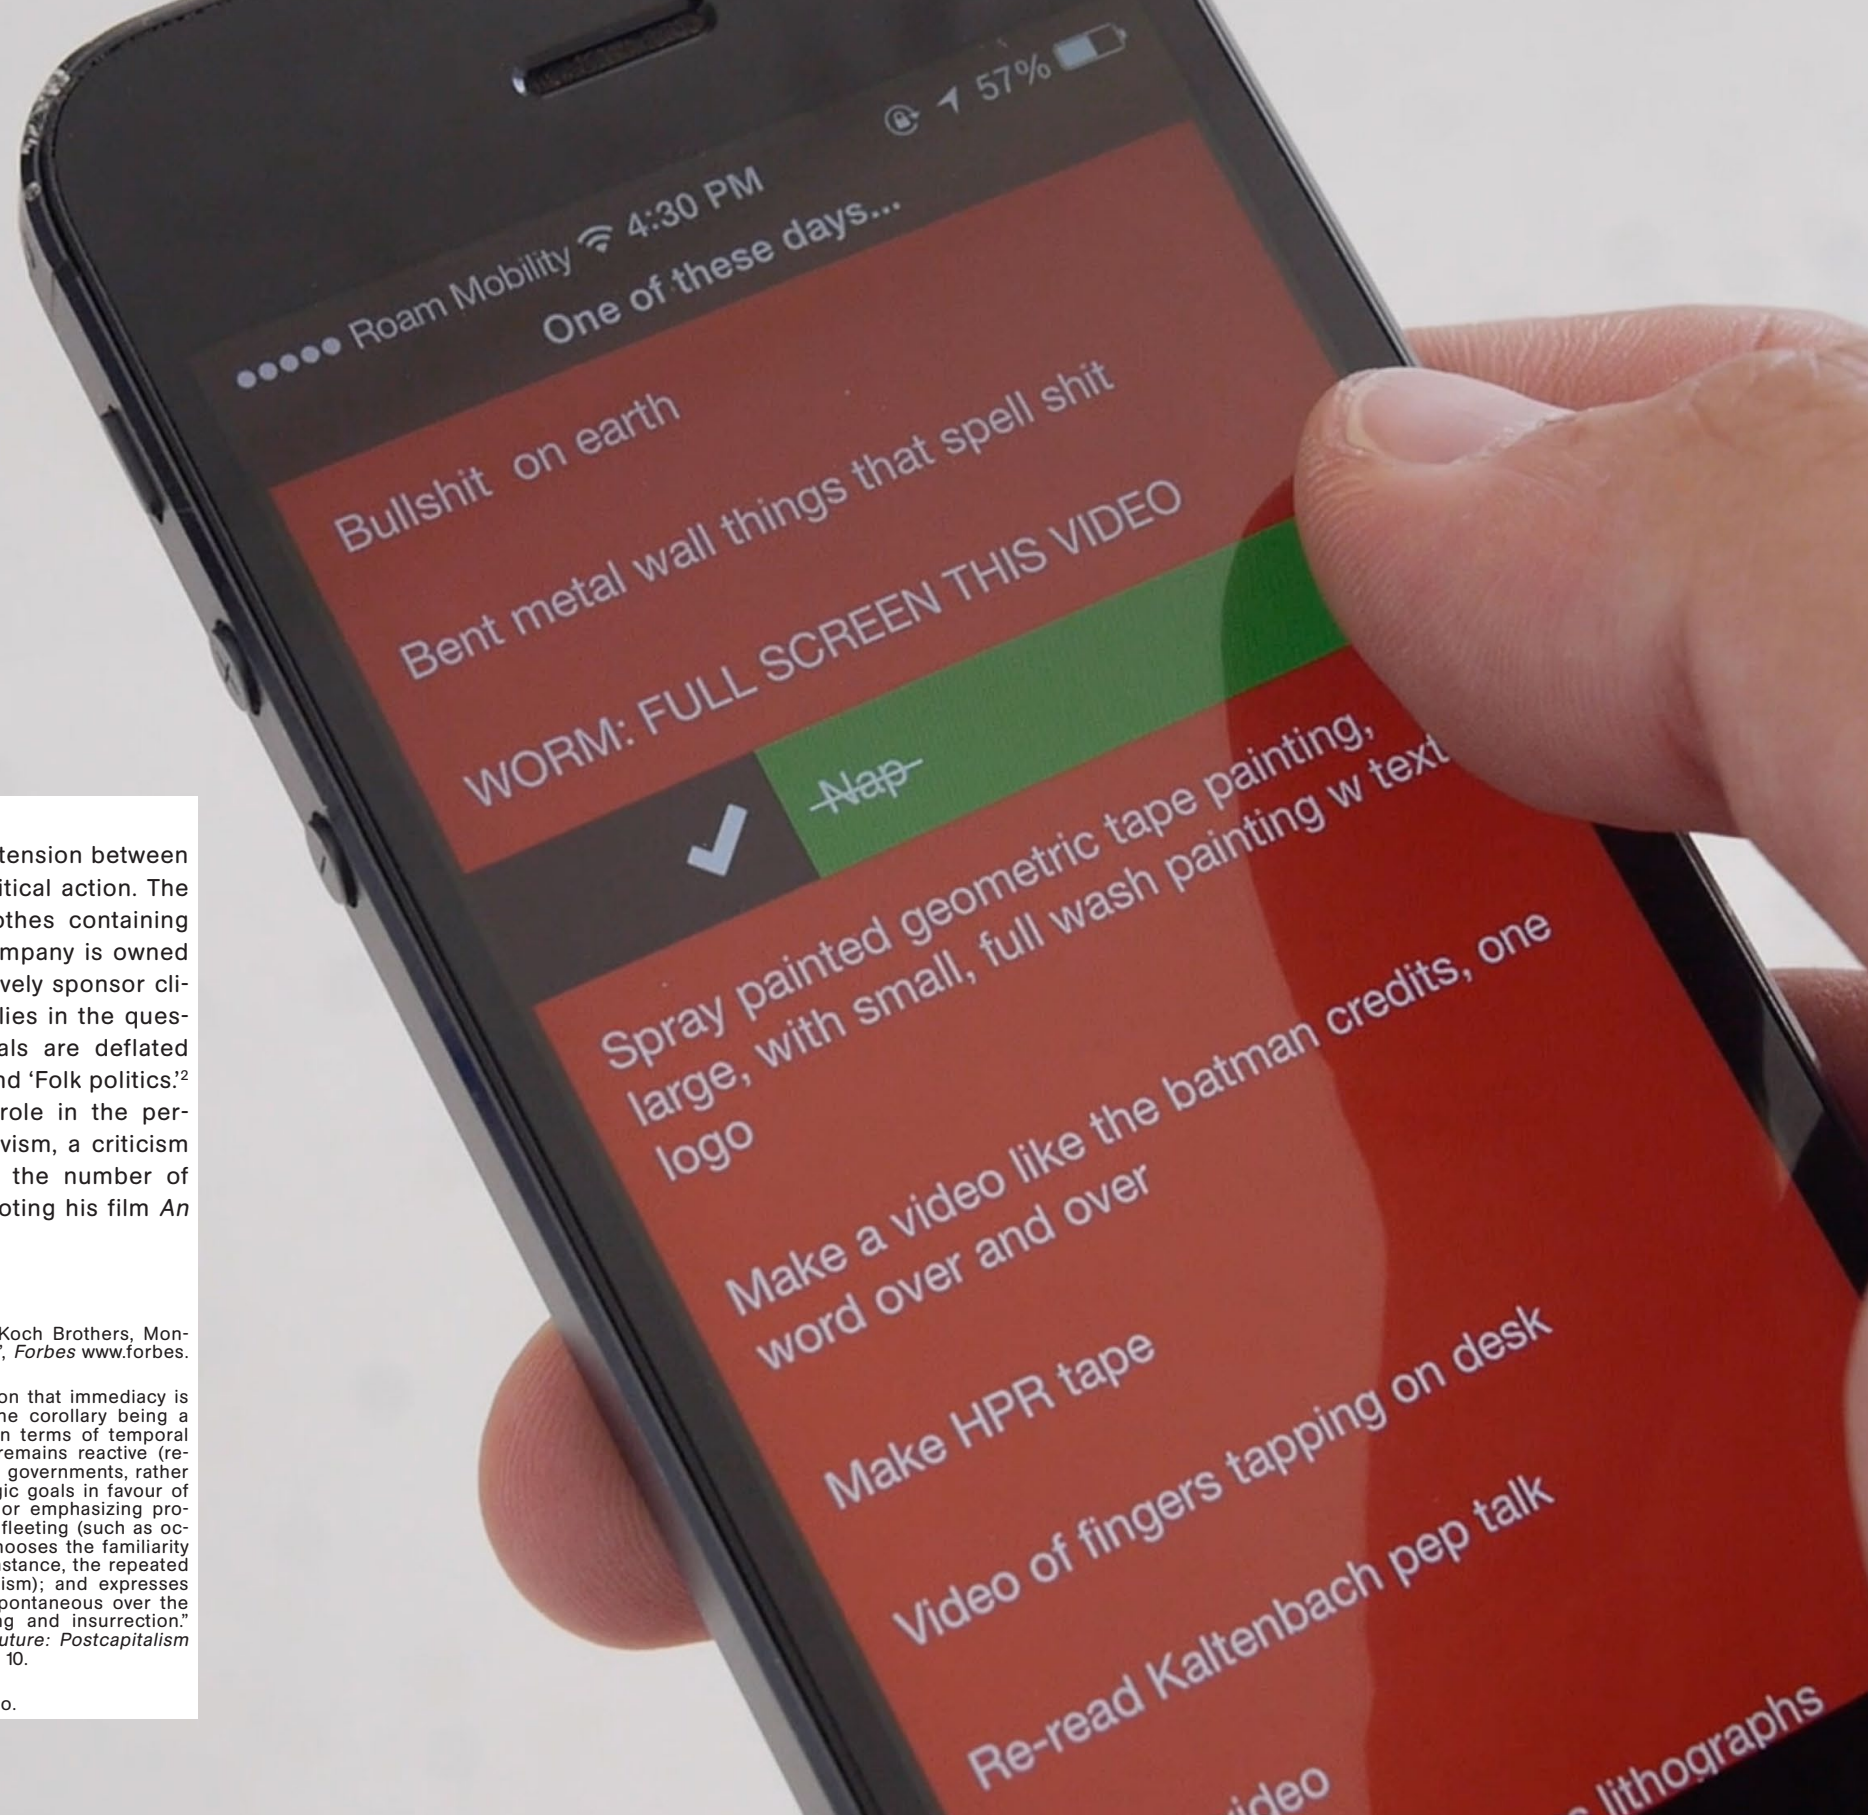 57%
Roam Mobility 4:30 PM
One of these days...
Bullshit on earth
Bent metal wall things that spell shit
WORM: FULL SCREEN THIS VIDEO
Nap
Spray painted geometric tape painting,
large, with small, full wash painting w text
logo
Make a video like the batman credits, one
word over and over
Make HPR tape
Video of fingers tapping on desk
Re-read Kaltenbach pep talk
lithographs
tension between
itical action. The
othes containing
mpany is owned
vely sponsor cli-
lies in the ques-
als are deflated
nd ‘Folk politics.’2
role in the per-
vism, a criticism
the number of
oting his film An
Koch Brothers, Mon-
’, Forbes www.forbes.
on that immediacy is
ne corollary being a
n terms of temporal
remains reactive (re-
governments, rather
gic goals in favour of
or emphasizing pro-
fleeting (such as oc-
hooses the familiarity
nstance, the repeated
ism); and expresses
pontaneous over the
ng and insurrection.”
uture: Postcapitalism
10.
o.